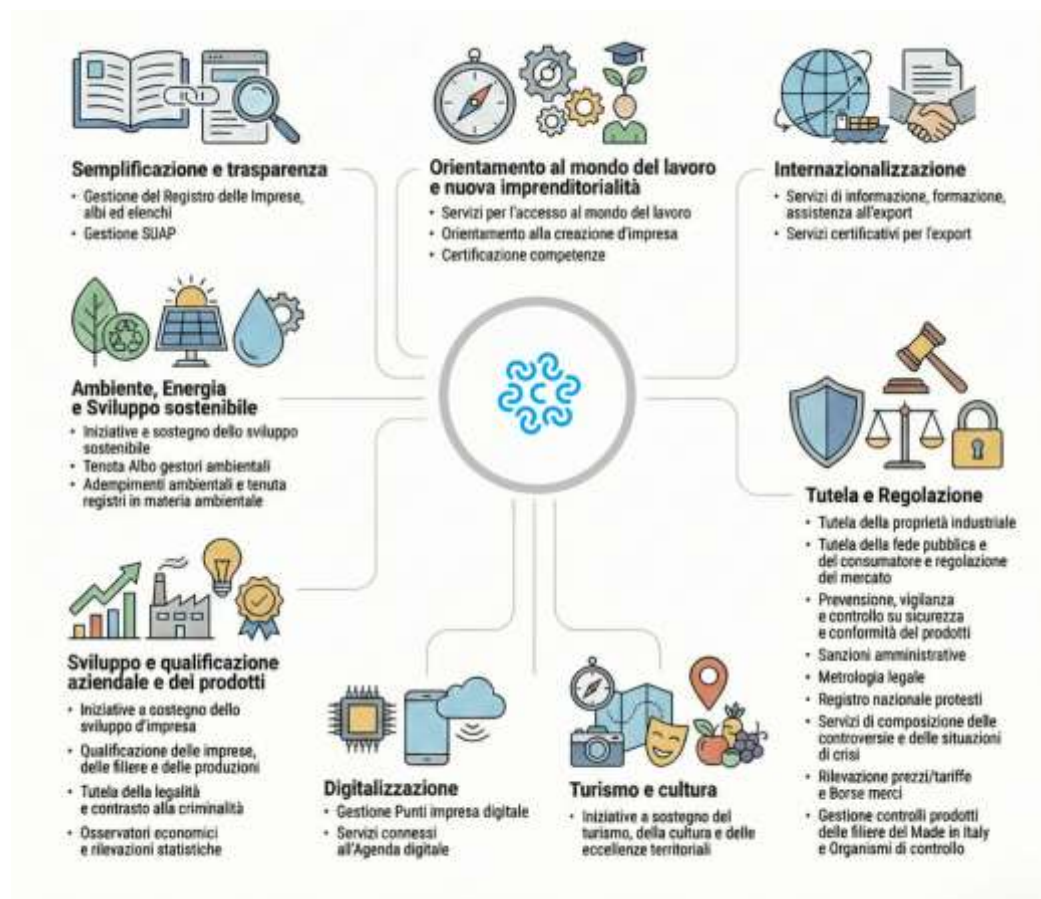 Semplificazione e trasparenza
• Gestione del Registro delle Imprese,
albi ed elenchi
• Gestione SUAP
Orientamento al mondo del lavoro
e nuova imprenditorialità
• Servizi per l'accesso al mondo del lavoro
• Orientamento alla creazione d'impresa
• Certificazione competenze
Internazionalizzazione
• Servizi di informazione, formazione,
assistenza all'export
• Servizi certificativi per l'export
Ambiente, Energia
e Sviluppo sostenibile
• Iniziative a sostegno dello sviluppo
sostenibile
• Tenota Albo gestori ambientali
• Adempimenti ambientali e tenuta
registri in materia ambientale
C
Tutela e Regolazione
• Tutela della proprietà industriale
• Tutela della fede pubblica e
del consumatore e regolazione
del mercato
• Prevensione, vigilanza
e controllo su sicurezza
e conformità del prodotti
• Sanzioni amministrative
• Metrologia legale
• Registro nazionale protesti
• Servizi di composizione delle
controversie e delle situazioni
di crisi
• Rilevazione prezzi/tariffe
e Borse merci
• Gestione controlli prodotti
delle filiere del Made in Italy
e Organismi di controllo
Sviluppo e qualificazione
aziendale e dei prodotti
• Iniziative a sostegno dello
sviluppo d'impresa
• Qualificazione delle imprese,
delle filiere e delle produzioni
• Tutela della legalità
e contrasto alla criminalità
• Osservatori economici
e rilevazioni statistiche
Digitalizzazione
• Gestione Punti impresa digitale
• Servizi connessi
all'Agenda digitale
Turismo e cultura
• Iniziative a sostegno del
turismo, della cultura e delle
eccellenze territoriali